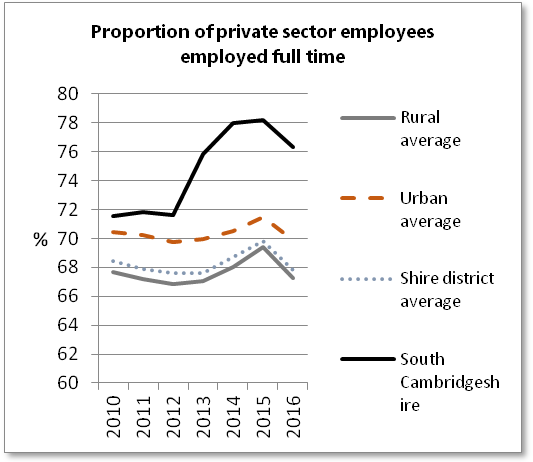 Proportion of private sector employees
employed full time
80
78
76
74
72
70
68
66
64
62
60
%
2010
2011
2012
2013
2014
2015
2016
Rural
average
Urban
average
Shire district
average
South
Cambridgesh
ire